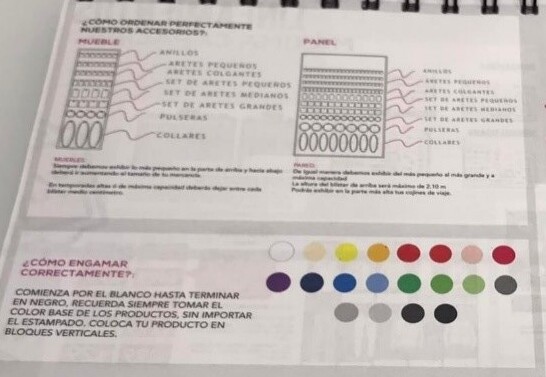 ¿CÓMO ORDENAR PERFECTAMENTE
NUESTROS ACCESORIOS?:
MUEBLE
ANILLOS
ARETES PEQUEÑOS
ARETES COLGANTES
SET DE ARETES PEQUEÑOS
SET DE ARETES MEDIANOS
SET DE ARETES GRANDES
PULSERAS
COLLARES
MUEBLES:
Siempre debemos exhibir lo más pequeño en la parte de arriba y hacia abajo
deberá ir aumentando el tamaño de tu mercancía.
En temporadas altas o de máxima capacidad deberás dejar entre cada
blíster medio centímetro.
PANEL
ANILLOS
ARETES PEQUEÑOS
ARETES COLGANTES
SET DE ARETES PEQUEÑOS
SET DE ARETES MEDIANOS
SET DE ARETES GRANDES
PULSERAS
COLLARES
PANEL:
De igual manera debemos exhibir del más pequeño al más grande y a
máxima capacidad
La altura del blíster de arriba será máximo de 2.10 m
Podrás exhibir en la parte más alta tus cojines de viaje.
¿CÓMO ENGAMAR
CORRECTAMENTE?:
COMIENZA POR EL BLANCO HASTA TERMINAR
EN NEGRO, RECUERDA SIEMPRE TOMAR EL
COLOR BASE DE LOS PRODUCTOS, SIN IMPORTAR
EL ESTAMPADO. COLOCA TU PRODUCTO EN
BLOQUES VERTICALES.